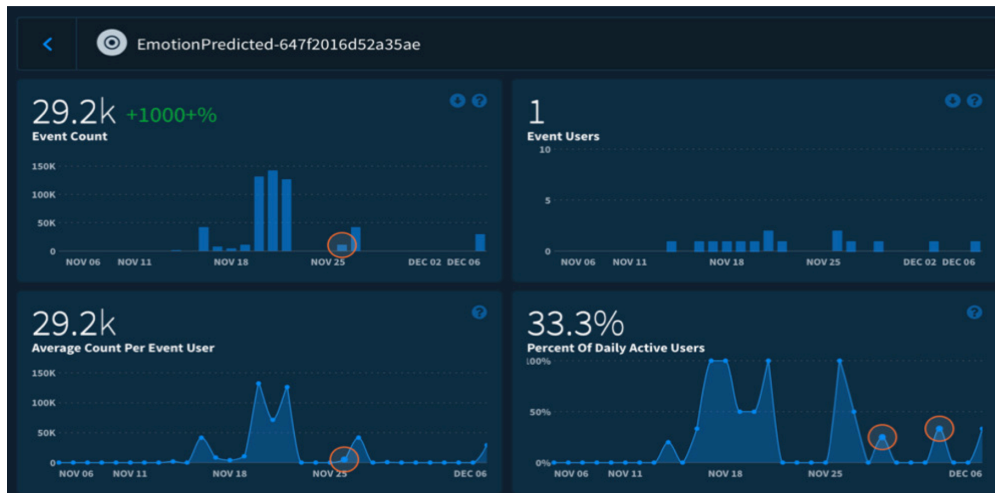 EmotionPredicted-647f2016d52a35ae
29.2k +1000+%
Event Count
150K
100K
50K
0
NOV 06 NOV 11 NOV 18 NOV 25 DEC 02 DEC 06
1
Event Users
10
5
0
NOV 06 NOV 11 NOV 18 NOV 25 DEC 02 DEC 06
29.2k
Average Count Per Event User
150K
100K
50K
0
NOV 06 NOV 11 NOV 18 NOV 25 DEC 06
33.3%
Percent Of Daily Active Users
100%
50%
0%
NOV 06 NOV 11 NOV 18 NOV 25 DEC 06